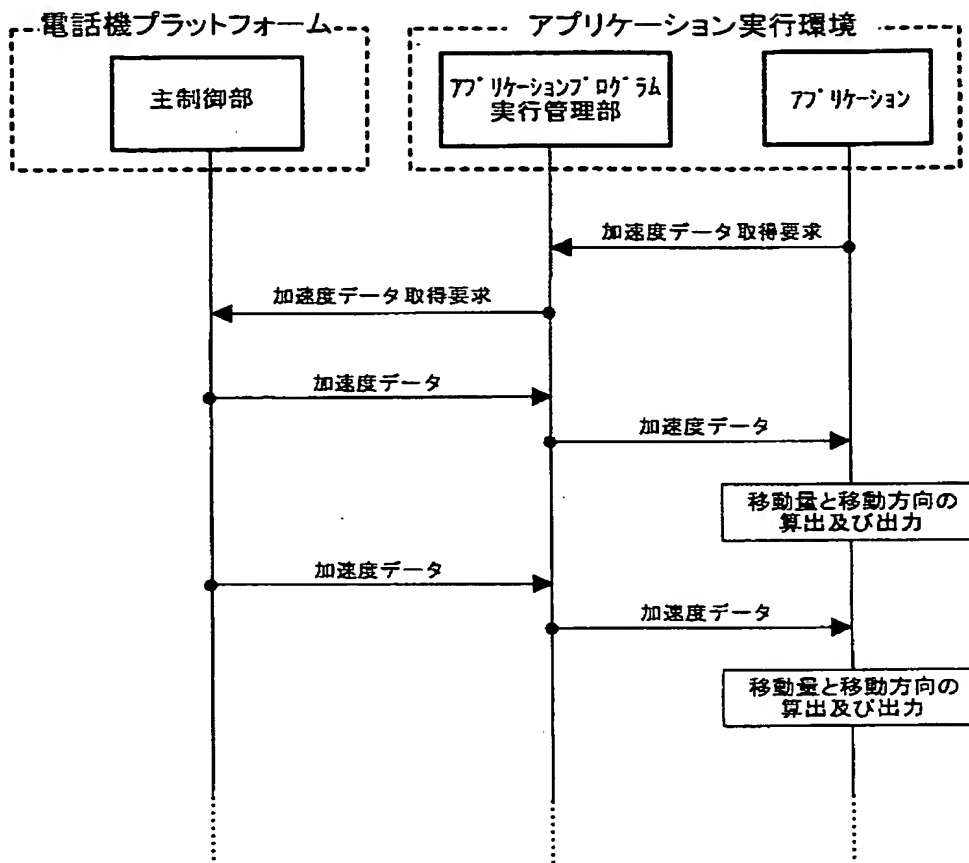 電話機プラットフォーム
アプリケーション実行環境
主制御部
アプリケーションプログラム
実行管理部
アプリケーション
加速度データ取得要求
加速度データ取得要求
加速度データ
加速度データ
移動量と移動方向の
算出及び出力
加速度データ
加速度データ
移動量と移動方向の
算出及び出力